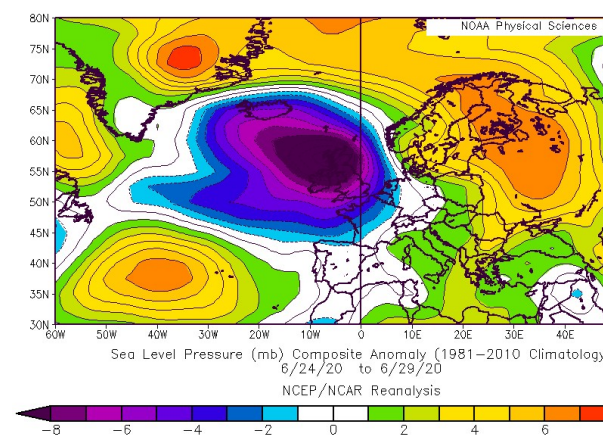 80N
NOAA Physical Sciences
75N
70N
65N
60N
55N
50N
45N
40N
35N
30N
60W 50W 40W 30W 20W 10W 0 10E 20E 30E 40E
Sea Level Pressure (mb) Composite Anomaly (1981-2010 Climatology
6/24/20 to 6/29/20
NCEP/NCAR Reanalysis
-8 -6 -4 -2 0 2 4 6